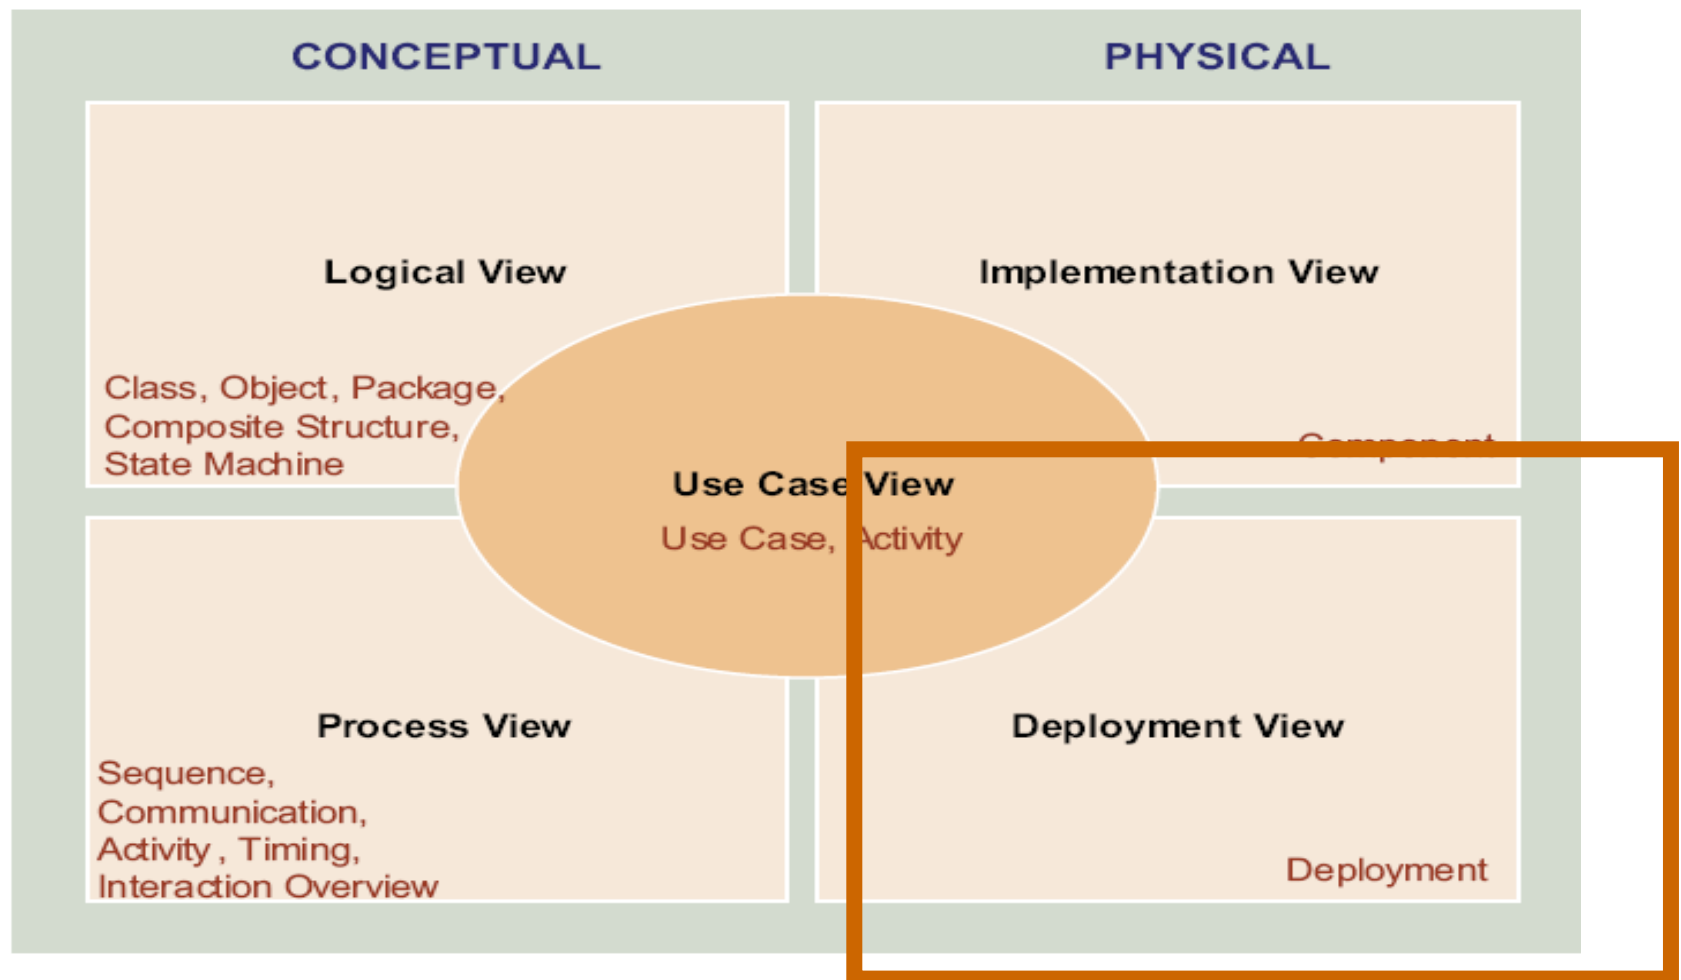 CONCEPTUAL
PHYSICAL
Logical View
Implementation View
Class, Object, Package,
Composite Structure,
State Machine
Component
Use Case View
Use Case, Activity
Process View
Deployment View
Sequence,
Communication,
Activity, Timing,
Interaction Overview
Deployment